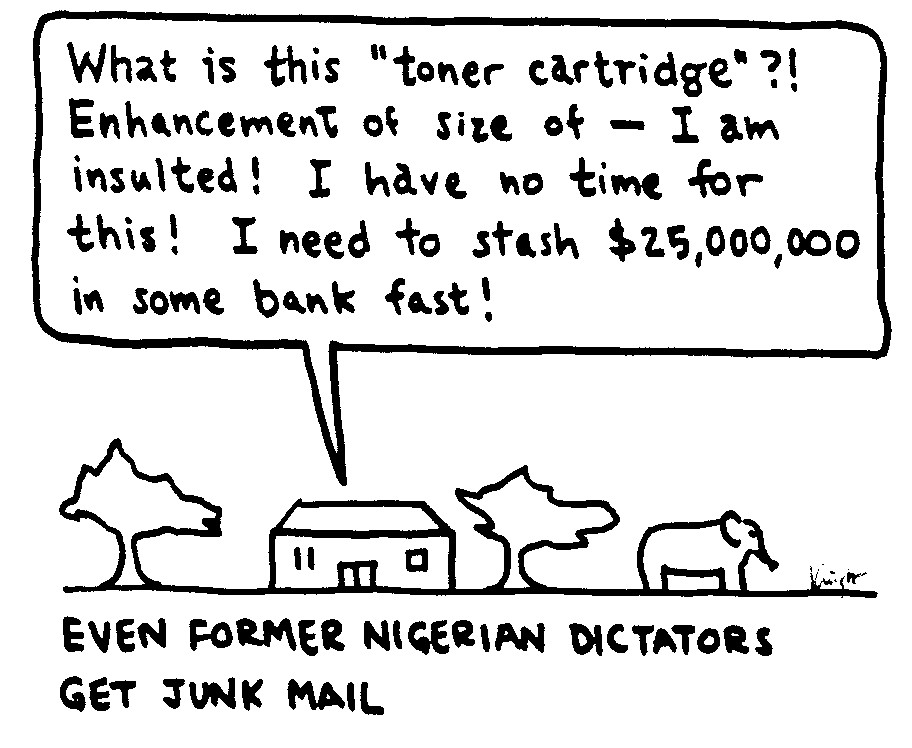 What is this "toner cartridge"?!
Enhancement of size of — I am
insulted! I have no time for
this! I need to stash $25,000,000
in some bank fast!
Knight
EVEN FORMER NIGERIAN DICTATORS
GET JUNK MAIL